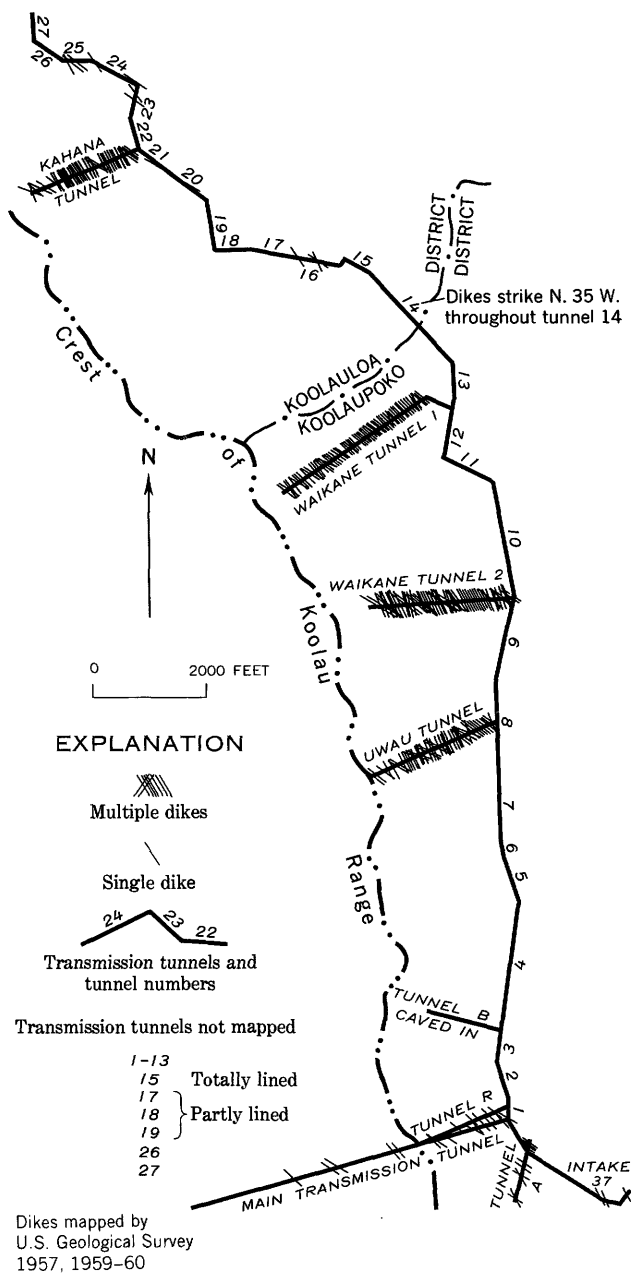 27
26
25
24
23
22
21
20
19
18
17
16
15
14
KAHANA
TUNNEL
DISTRICT
DISTRICT
Dikes strike N. 35 W.
throughout tunnel 14
KOOLAULOA
KOOLAUPOKO
13
12
11
WAIKANE TUNNEL 1
10
WAIKANE TUNNEL 2
9
UWAU TUNNEL
8
7
6
5
4
TUNNEL B
CAVED IN
3
2
TUNNEL R
1
MAIN TRANSMISSION TUNNEL
TUNNEL
A
INTAKE
37
Crest
of
Koolau
Range
N
0 2000 FEET
EXPLANATION
Multiple dikes
Single dike
24 23 22
Transmission tunnels and
tunnel numbers
Transmission tunnels not mapped
1-13
15 Totally lined
17
18 Partly lined
19
26
27
Dikes mapped by
U.S. Geological Survey
1957, 1959-60